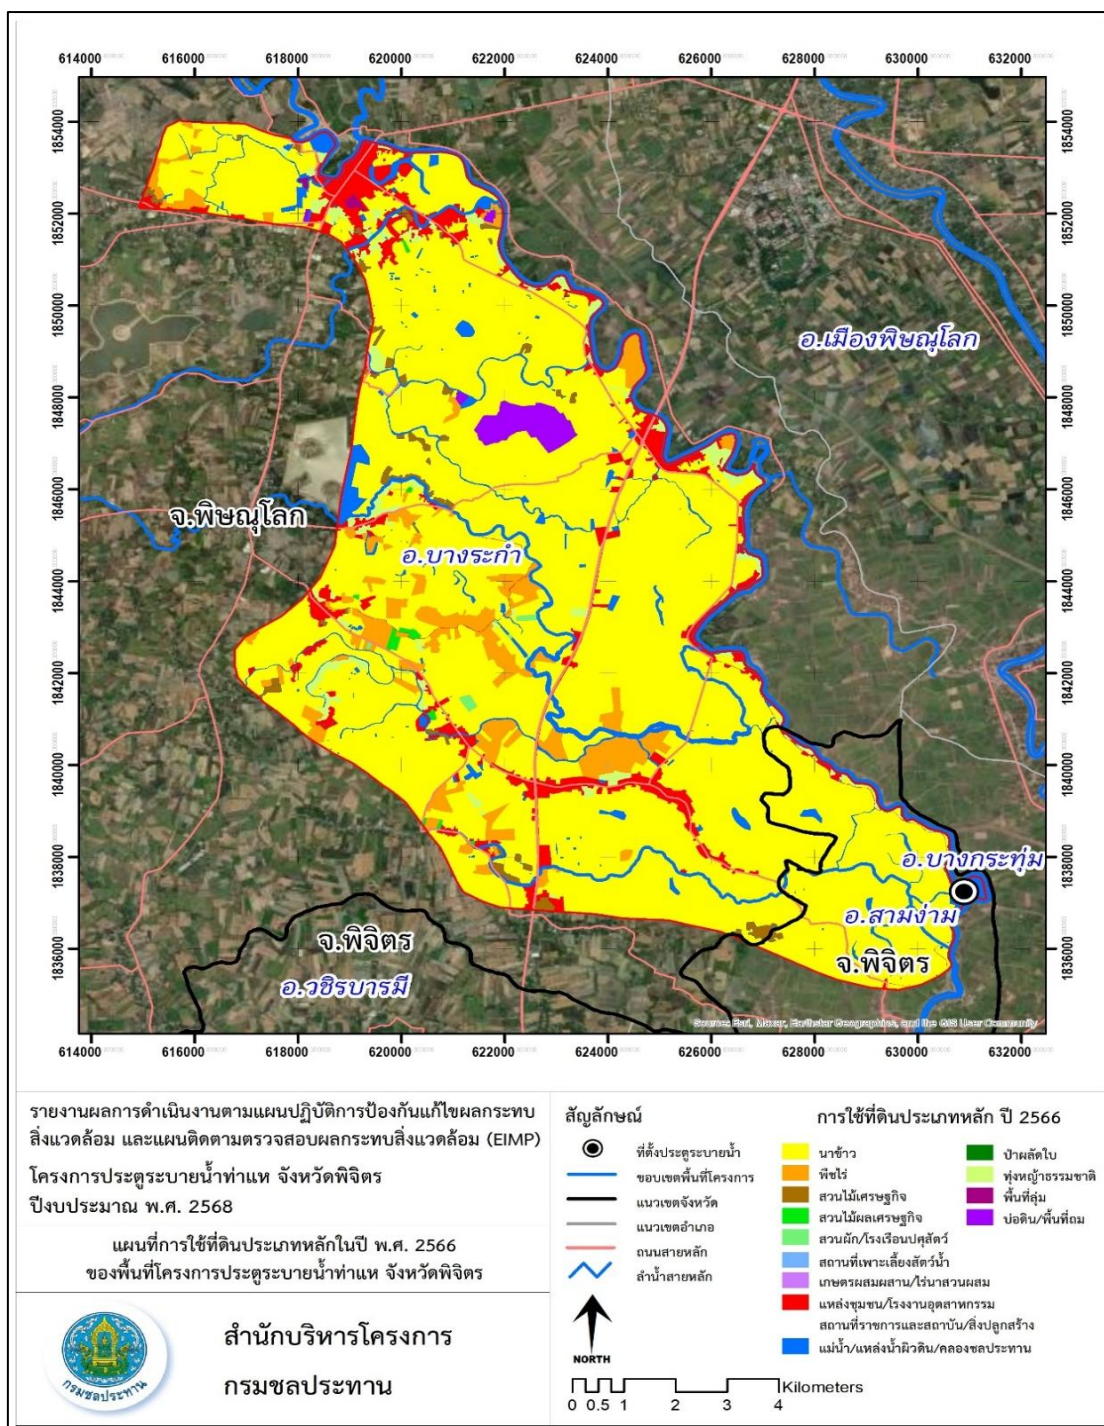 614000 616000 618000 620000 622000 624000 626000 628000 630000 632000
1854000 1854000
1852000 1852000
1850000 1850000
อ.เมืองพิษณุโลก
1848000 1848000
1846000 1846000
จ.พิษณุโลก
อ.บางระกำ
1844000 1844000
1842000 1842000
1840000 1840000
1838000 1838000
อ.บางกระทุ่ม
อ.สามง่าม
1836000 1836000
จ.พิจิตร จ.พิจิตร
อ.วชิรบารมี
Source: Esri, Maxar, Earthstar Geographics, and the GIS User Community
614000 616000 618000 620000 622000 624000 626000 628000 630000 632000
รายงานผลการดำเนินงานตามแผนปฏิบัติการป้องกันแก้ไขผลกระทบ
สิ่งแวดล้อม และแผนติดตามตรวจสอบผลกระทบสิ่งแวดล้อม (EIMP)
โครงการประตูระบายน้ำท่าแห จังหวัดพิจิตร
ปีงบประมาณ พ.ศ. 2568
แผนที่การใช้ที่ดินประเภทหลักในปี พ.ศ. 2566
ของพื้นที่โครงการประตูระบายน้ำท่าแห จังหวัดพิจิตร
สำนักบริหารโครงการ
กรมชลประทาน
กรมชลประทาน
สัญลักษณ์
ที่ตั้งประตูระบายน้ำ
ขอบเขตพื้นที่โครงการ
แนวเขตจังหวัด
แนวเขตอำเภอ
ถนนสายหลัก
ลำน้ำสายหลัก
NORTH
Kilometers
0 0.5 1 2 3 4
การใช้ที่ดินประเภทหลัก ปี 2566
นาข้าว
พืชไร่
สวนไม้เศรษฐกิจ
สวนไม้ผลเศรษฐกิจ
สวนผัก/โรงเรือนปศุสัตว์
สถานที่เพาะเลี้ยงสัตว์น้ำ
เกษตรผสมผสาน/ไร่นาสวนผสม
แหล่งชุมชน/โรงงานอุตสาหกรรม
สถานที่ราชการและสถาบัน/สิ่งปลูกสร้าง
แม่น้ำ/แหล่งน้ำผิวดิน/คลองชลประทาน
ป่าผลัดใบ
ทุ่งหญ้าธรรมชาติ
พื้นที่ลุ่ม
บ่อดิน/พื้นที่ถม